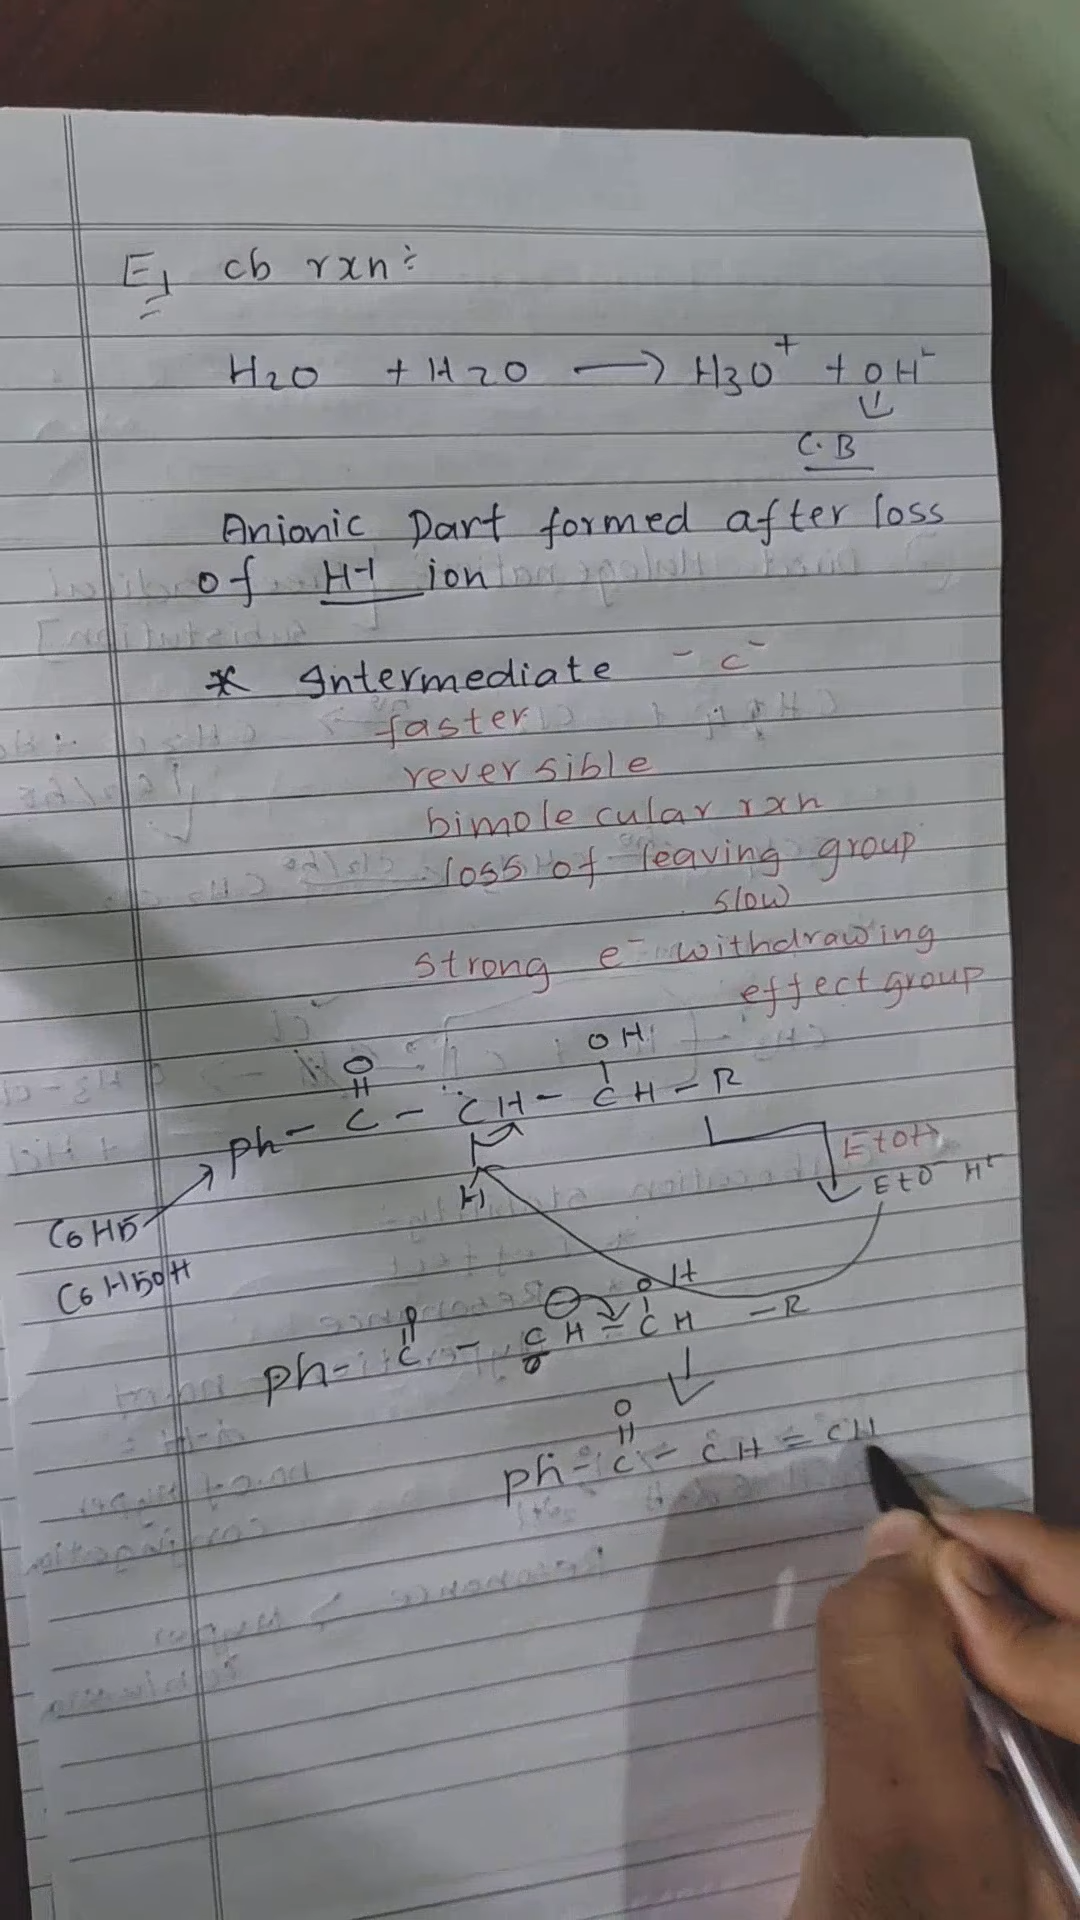 E1 cb rxn:
H2O + H2O → H3O+ + OH-
C.B
Anionic Part formed after loss
of H+ ion
* Intermediate - c-
faster
reversible
bimolecular rxn
loss of leaving group
slow
strong e- withdrawing
effect group
O OH
Ph - C - CH - CH - R
H
EtOH
EtO- H+
C6H5
C6H5OH
O OH
Ph - C - CH - CH - R
O
Ph - C - CH = CH